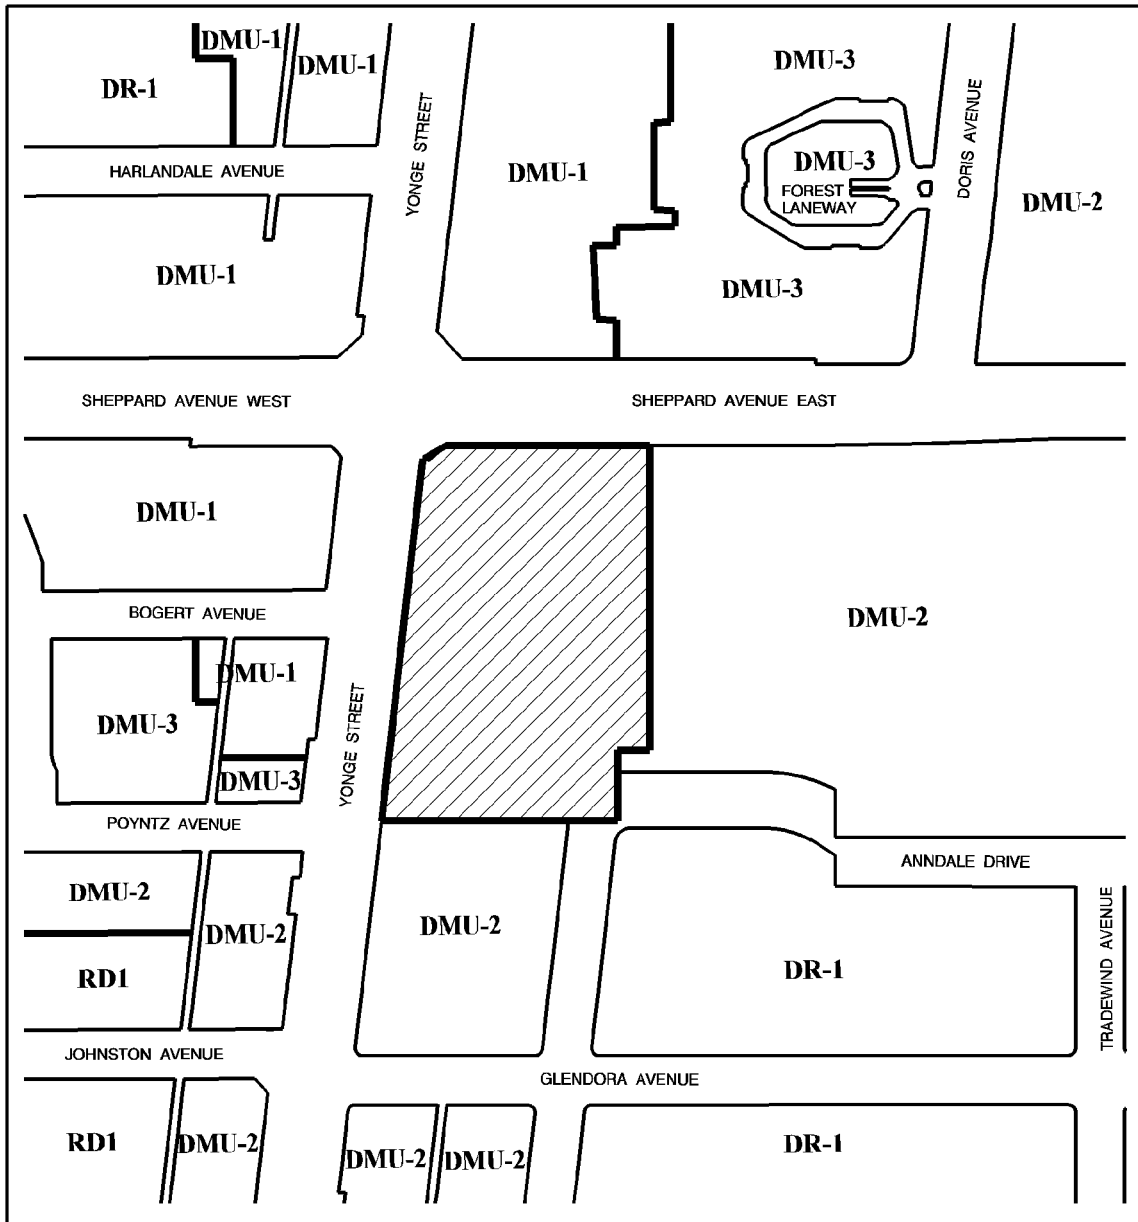 DMU-1
DMU-1
DR-1
DMU-3
YONGE STREET
DORIS AVENUE
HARLANDALE AVENUE
DMU-1
DMU-3
FOREST
LANEWAY
DMU-2
DMU-1
DMU-3
SHEPPARD AVENUE WEST
SHEPPARD AVENUE EAST
DMU-1
BOGERT AVENUE
DMU-2
DMU-1
DMU-3
YONGE STREET
DMU-3
POYNTZ AVENUE
ANNDALE DRIVE
DMU-2
DMU-2
DMU-2
TRADEWIND AVENUE
RD1
DR-1
JOHNSTON AVENUE
GLENDORA AVENUE
RD1
DMU-2
DMU-2
DMU-2
DR-1